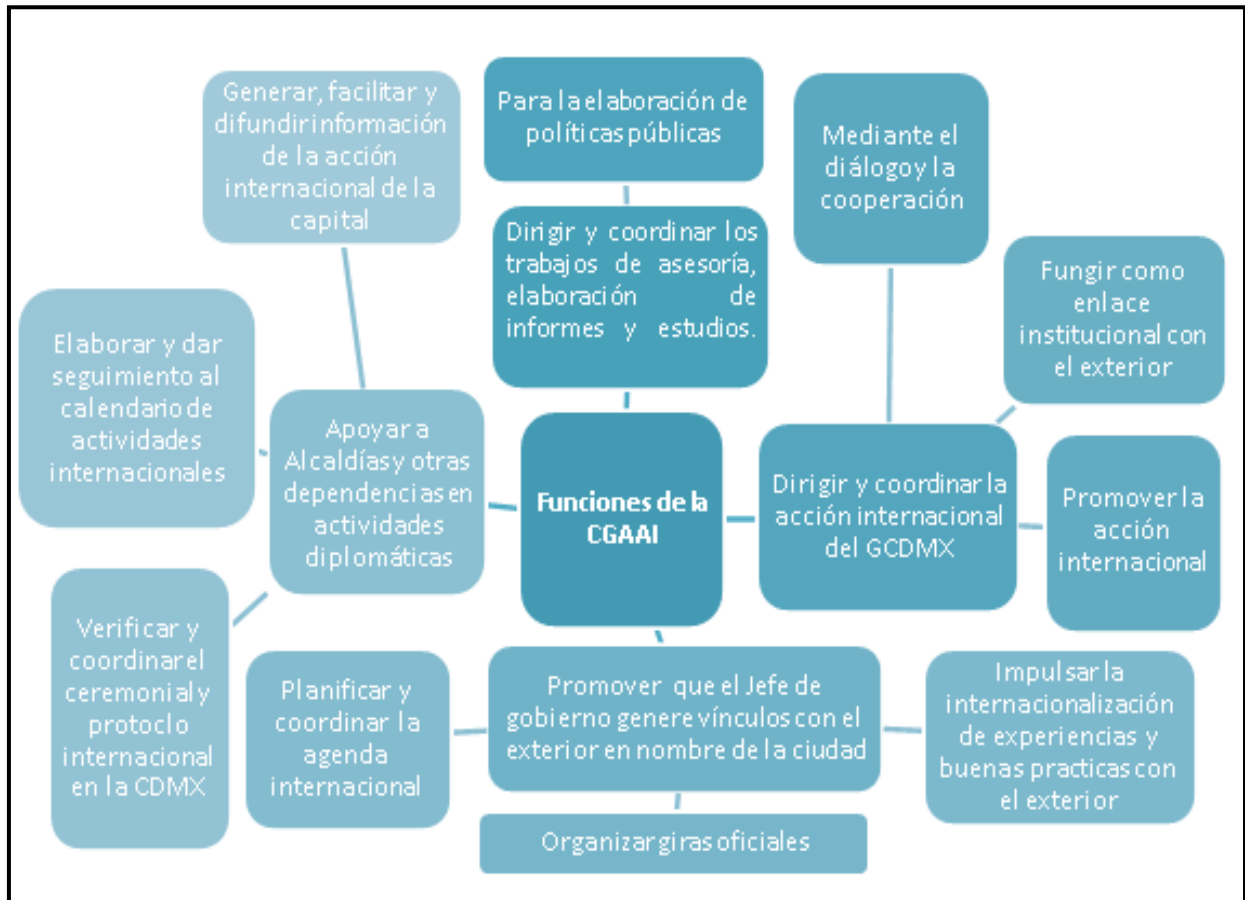 Generar, facilitar y
difundir información
de la acción
internacional de la
capital
Para la elaboración de
políticas públicas
Mediante el
diálogo y la
cooperación
Dirigir y coordinar los
trabajos de asesoría,
elaboración de
informes y estudios.
Fungir como
enlace
institucional con
el exterior
Elaborar y dar
seguimiento al
calendario de
actividades
internacionales
Apoyar a
Alcaldías y otras
dependencias en
actividades
diplomáticas
Funciones de la
CGAAI
Dirigir y coordinar la
acción internacional
del GCDMX
Promover la
acción
internacional
Verificar y
coordinar el
ceremonial y
protoclo
internacional
en la CDMX
Planificar y
coordinar la
agenda
internacional
Promover que el Jefe de
gobierno genere vínculos con el
exterior en nombre de la ciudad
Impulsar la
internacionalización
de experiencias y
buenas practicas con
el exterior
Organizar giras oficiales